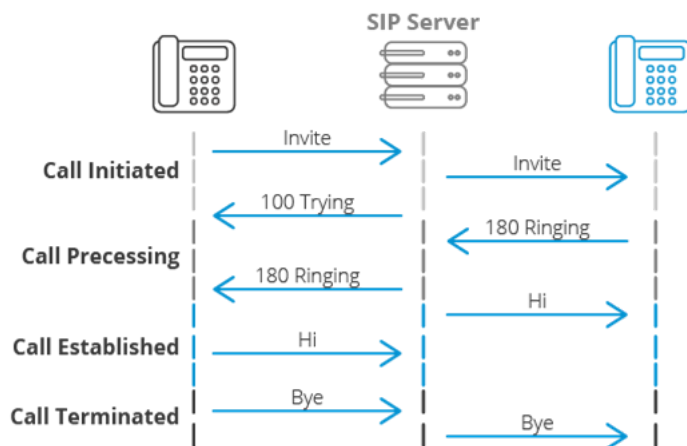 SIP Server
Invite
Call Initiated
Invite
100 Trying
180 Ringing
Call Precessing
180 Ringing
Hi
Call Established
Hi
Bye
Call Terminated
Bye